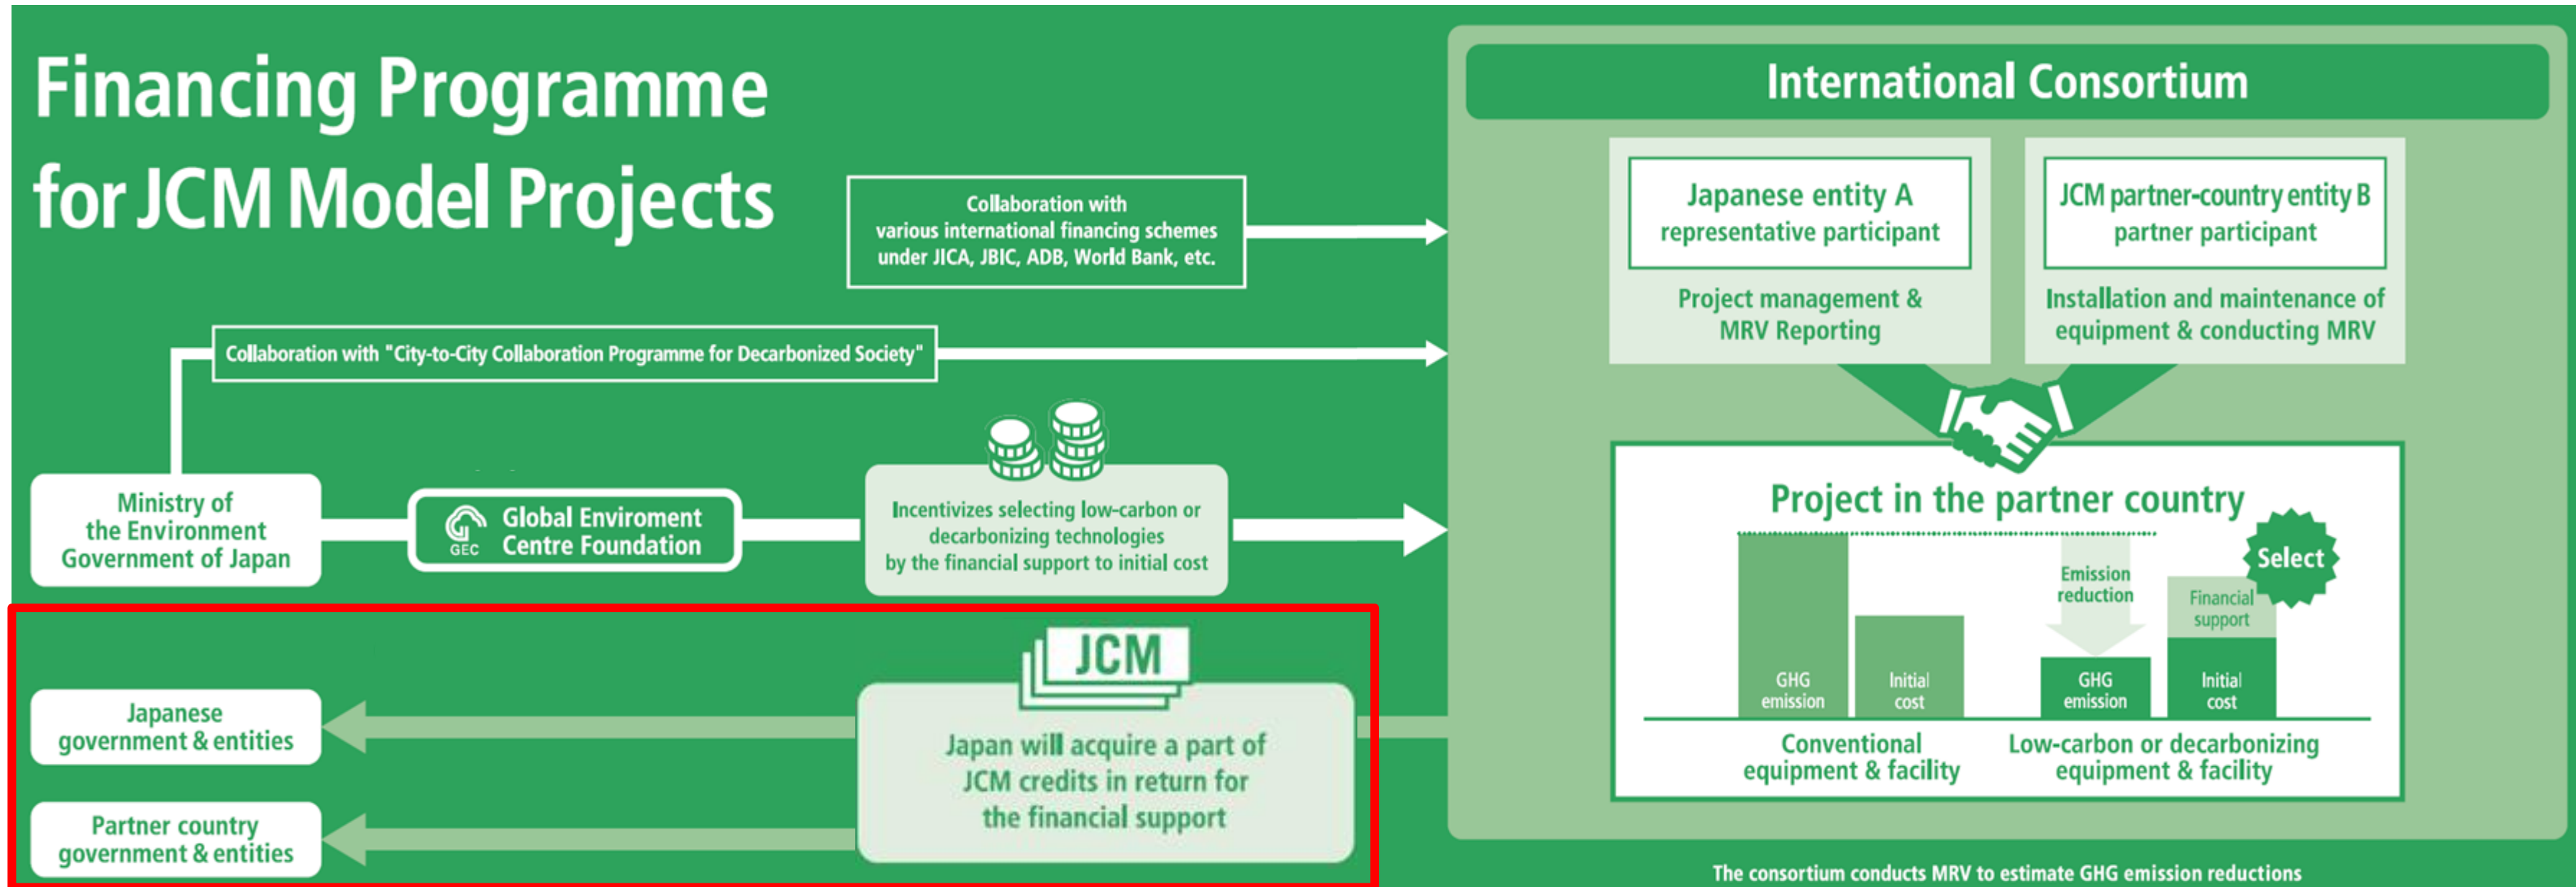 Financing Programme
for JCM Model Projects
Collaboration with
various international financing schemes
under JICA, JBIC, ADB, World Bank, etc.
Collaboration with "City-to-City Collaboration Programme for Decarbonized Society"
Ministry of
the Environment
Government of Japan
GEC
Global Enviroment
Centre Foundation
Incentivizes selecting low-carbon or
decarbonizing technologies
by the financial support to initial cost
JCM
Japan will acquire a part of
JCM credits in return for
the financial support
Japanese
government & entities
Partner country
government & entities
International Consortium
Japanese entity A
representative participant
Project management &
MRV Reporting
JCM partner-country entity B
partner participant
Installation and maintenance of
equipment & conducting MRV
Project in the partner country
Select
Emission
reduction
Financial
support
GHG
emission
Initial
cost
GHG
emission
Initial
cost
Conventional
equipment & facility
Low-carbon or decarbonizing
equipment & facility
The consortium conducts MRV to estimate GHG emission reductions